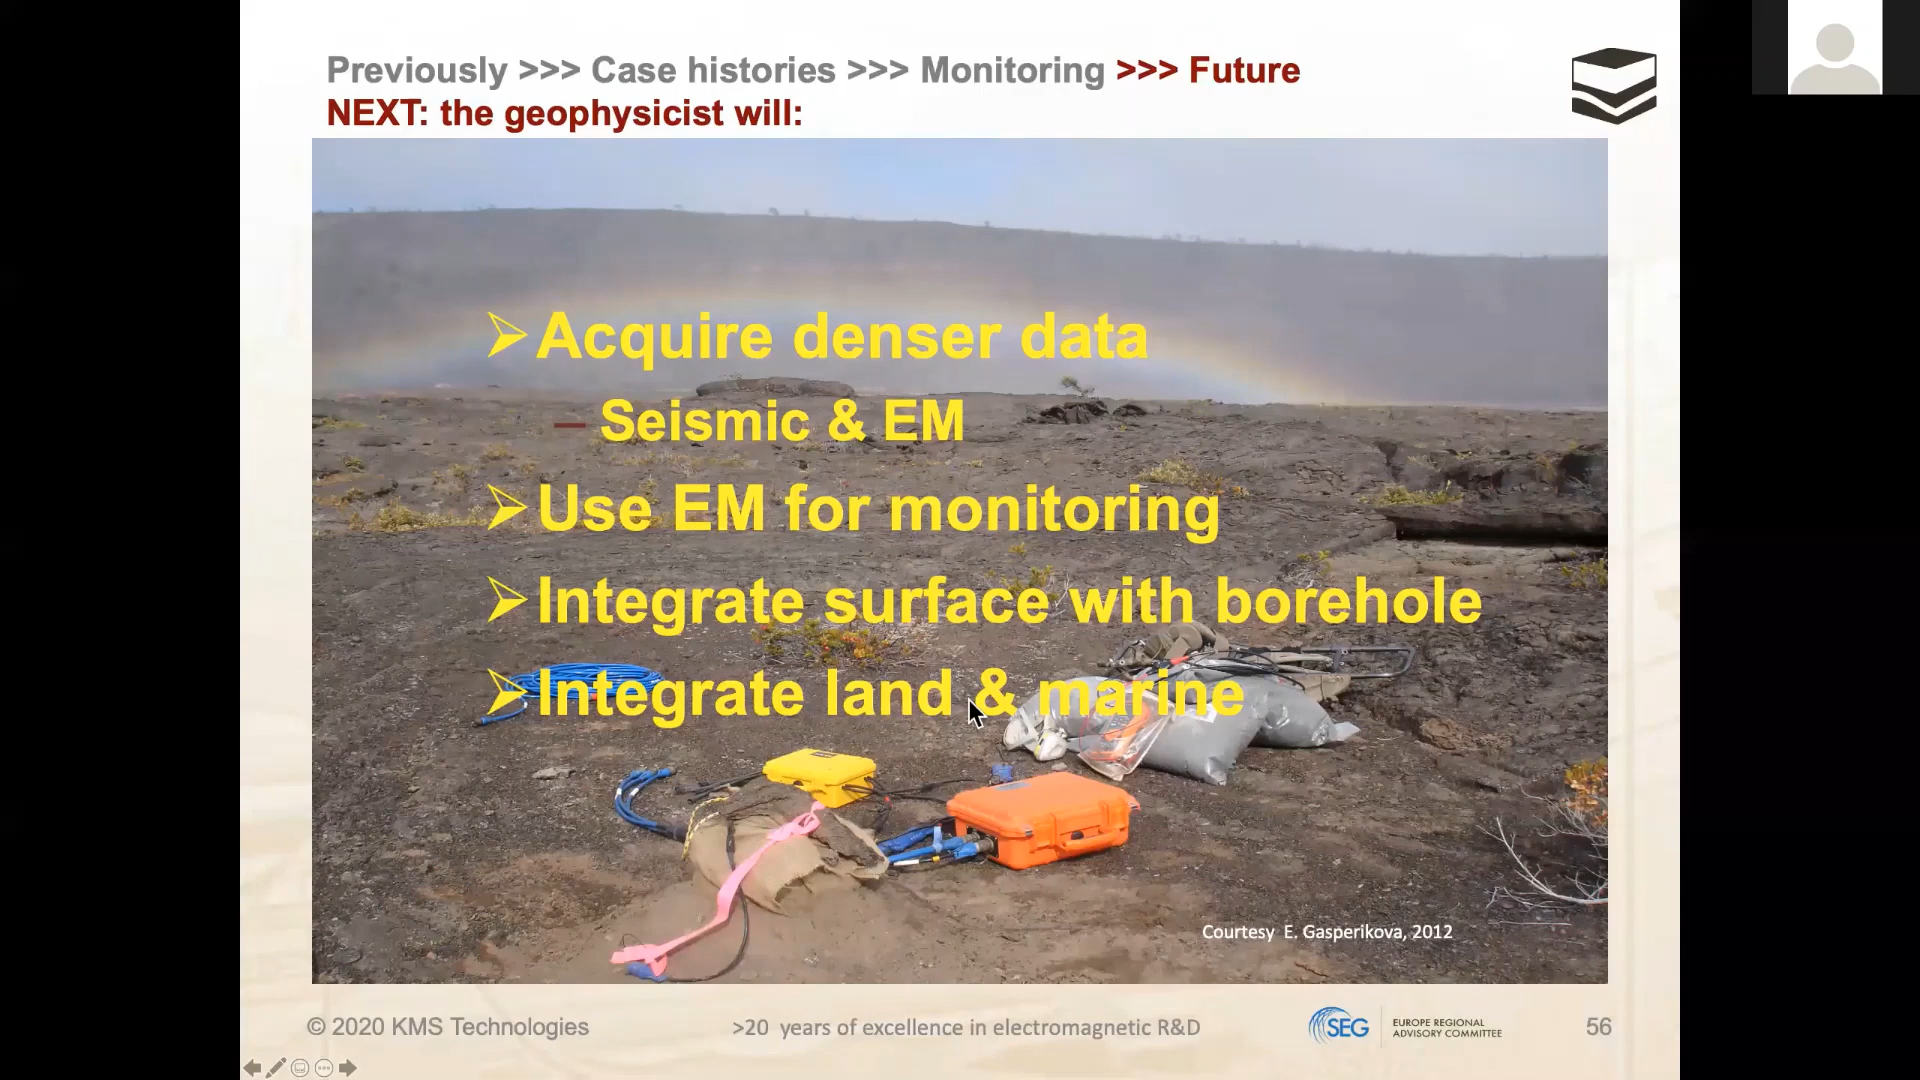 Previously >>> Case histories >>> Monitoring >>> Future
NEXT: the geophysicist will:
Acquire denser data
– Seismic & EM
Use EM for monitoring
Integrate surface with borehole
Integrate land & marine
Courtesy E. Gasperikova, 2012
© 2020 KMS Technologies
>20 years of excellence in electromagnetic R&D
SEG
EUROPE REGIONAL
ADVISORY COMMITTEE
56